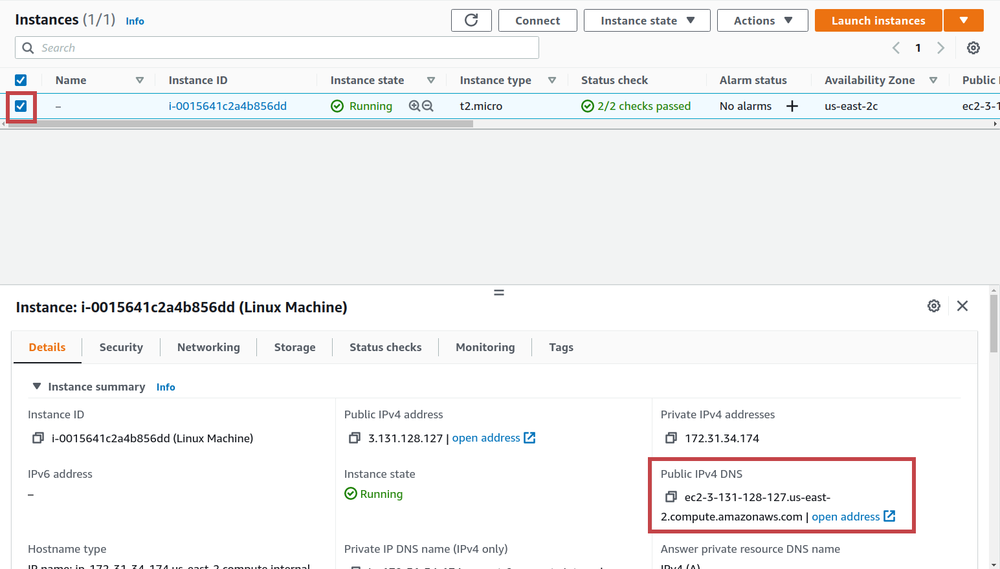 Instances (1/1) Info
Connect
Instance state
Actions
Launch instances
Search
1
Name Instance ID Instance state Instance type Status check Alarm status Availability Zone Public I
– i-0015641c2a4b856dd Running t2.micro 2/2 checks passed No alarms us-east-2c ec2-3-1
Instance: i-0015641c2a4b856dd (Linux Machine)
Details Security Networking Storage Status checks Monitoring Tags
Instance summary Info
Instance ID
i-0015641c2a4b856dd (Linux Machine)
Public IPv4 address
3.131.128.127 | open address
Private IPv4 addresses
172.31.34.174
IPv6 address
–
Instance state
Running
Public IPv4 DNS
ec2-3-131-128-127.us-east-
2.compute.amazonaws.com | open address
Hostname type
IP name: ip-172-31-34-174.us-east-2.compute.internal
Private IP DNS name (IPv4 only)
Answer private resource DNS name
IPv4 (A)